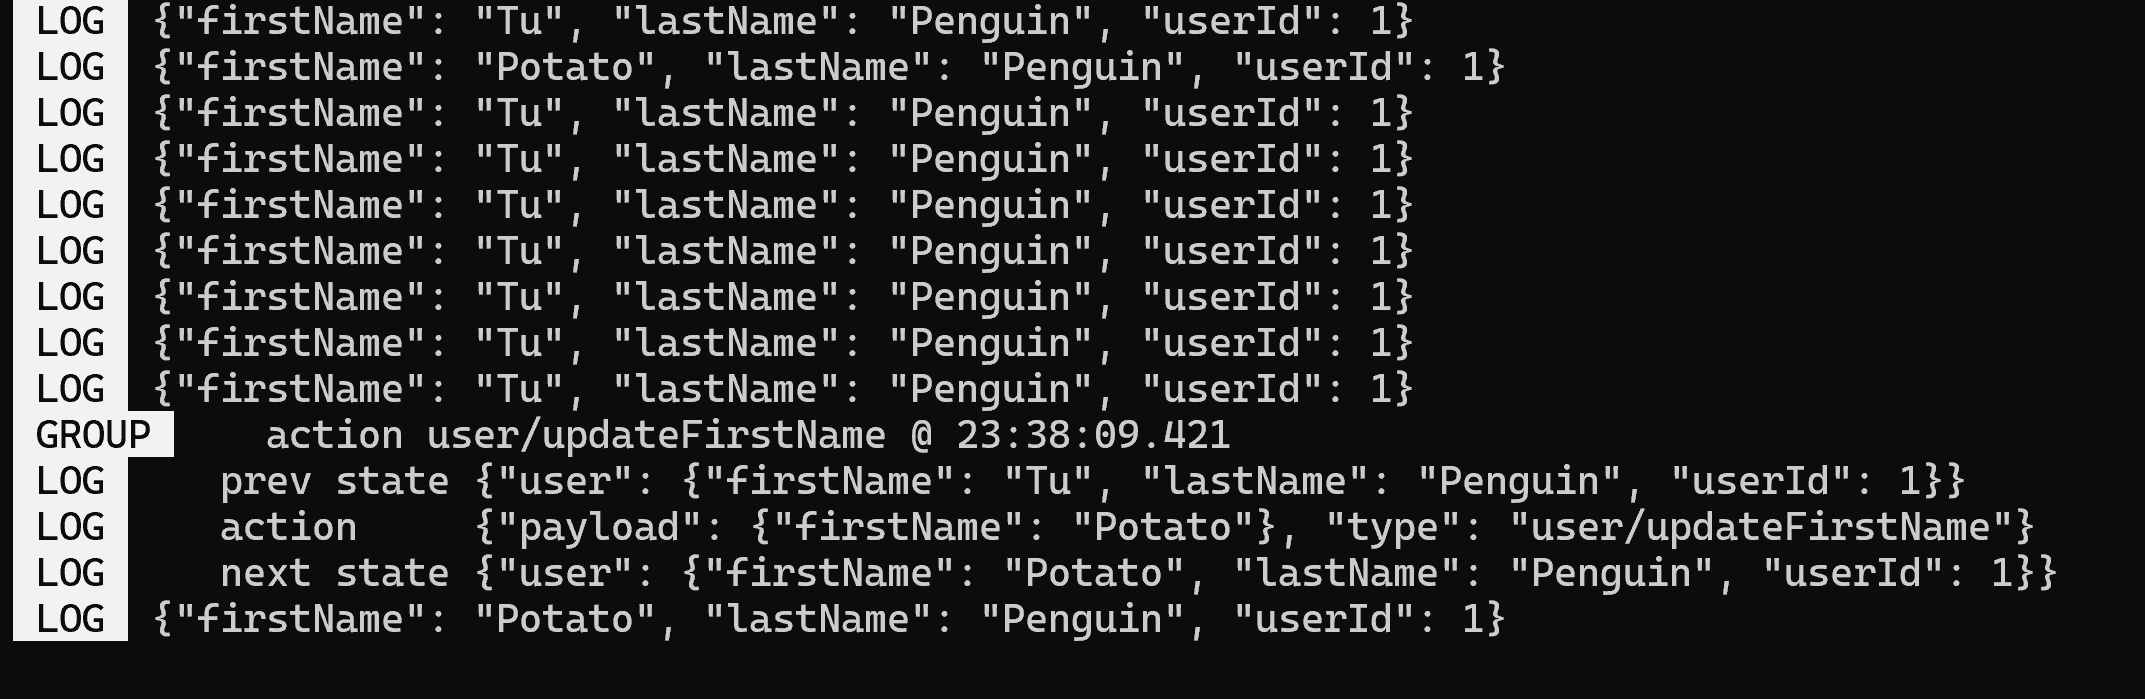 LOG {"firstName": "Tu", "lastName": "Penguin", "userId": 1}
LOG {"firstName": "Potato", "lastName": "Penguin", "userId": 1}
LOG {"firstName": "Tu", "lastName": "Penguin", "userId": 1}
LOG {"firstName": "Tu", "lastName": "Penguin", "userId": 1}
LOG {"firstName": "Tu", "lastName": "Penguin", "userId": 1}
LOG {"firstName": "Tu", "lastName": "Penguin", "userId": 1}
LOG {"firstName": "Tu", "lastName": "Penguin", "userId": 1}
LOG {"firstName": "Tu", "lastName": "Penguin", "userId": 1}
LOG {"firstName": "Tu", "lastName": "Penguin", "userId": 1}
GROUP action user/updateFirstName @ 23:38:09.421
LOG prev state {"user": {"firstName": "Tu", "lastName": "Penguin", "userId": 1}}
LOG action {"payload": {"firstName": "Potato"}, "type": "user/updateFirstName"}
LOG next state {"user": {"firstName": "Potato", "lastName": "Penguin", "userId": 1}}
LOG {"firstName": "Potato", "lastName": "Penguin", "userId": 1}